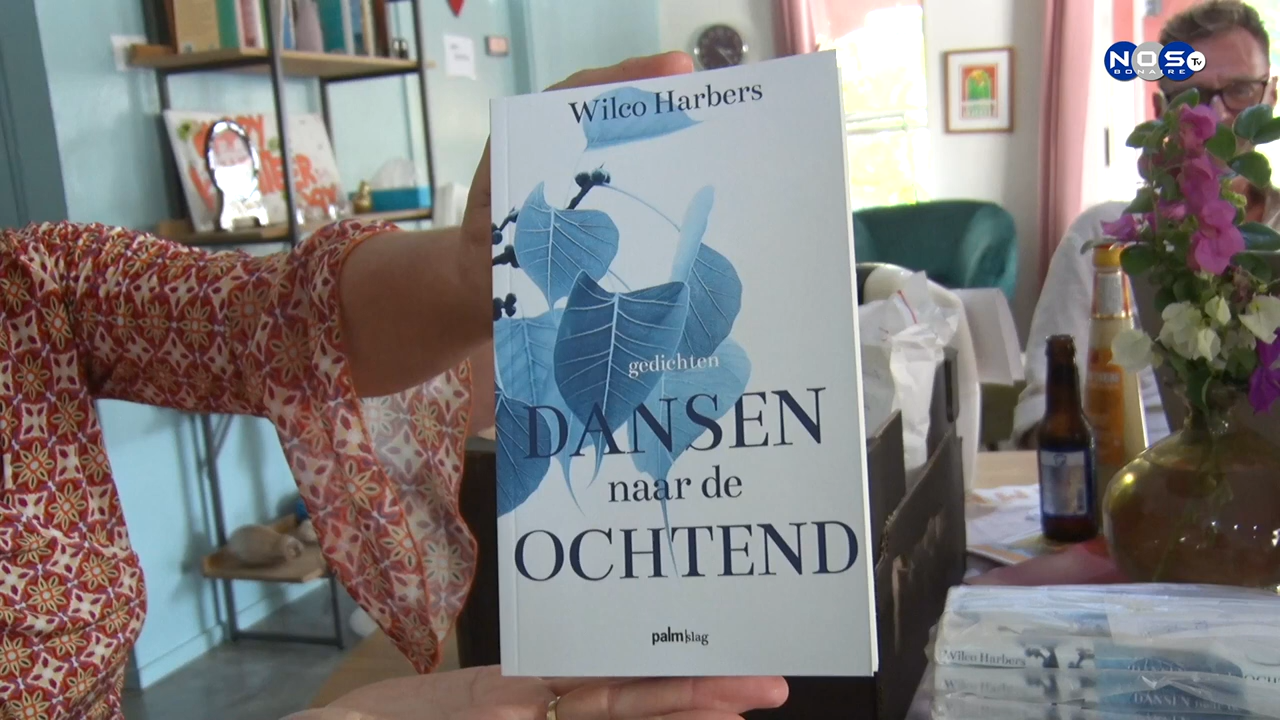 NOS TV
BONAIRE
Wilco Harbers
gedichten
DANSEN
naar de
OCHTEND
palm|slag
Wilco Harbers
DANSEN